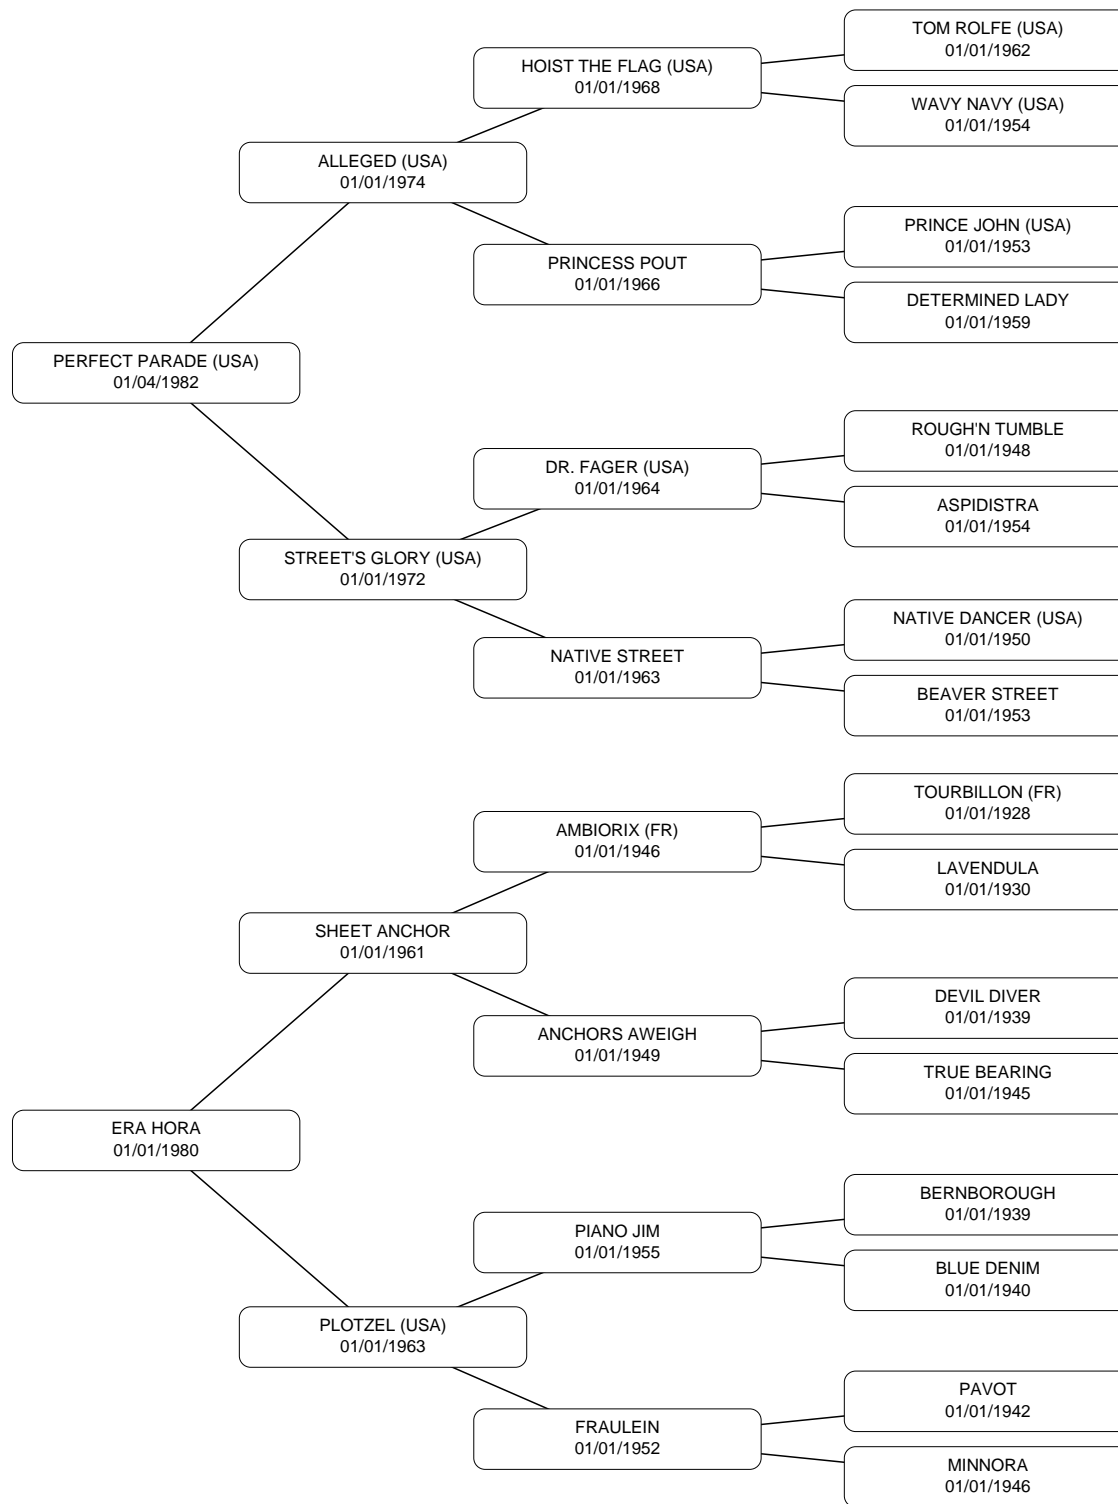 TOM ROLFE (USA)
01/01/1962
HOIST THE FLAG (USA)
01/01/1968
WAVY NAVY (USA)
01/01/1954
ALLEGED (USA)
01/01/1974
PRINCE JOHN (USA)
01/01/1953
PRINCESS POUT
01/01/1966
DETERMINED LADY
01/01/1959
PERFECT PARADE (USA)
01/04/1982
ROUGH'N TUMBLE
01/01/1948
DR. FAGER (USA)
01/01/1964
ASPIDISTRA
01/01/1954
STREET'S GLORY (USA)
01/01/1972
NATIVE DANCER (USA)
01/01/1950
NATIVE STREET
01/01/1963
BEAVER STREET
01/01/1953
TOURBILLON (FR)
01/01/1928
AMBIORIX (FR)
01/01/1946
LAVENDULA
01/01/1930
SHEET ANCHOR
01/01/1961
DEVIL DIVER
01/01/1939
ANCHORS AWEIGH
01/01/1949
TRUE BEARING
01/01/1945
ERA HORA
01/01/1980
BERNBOROUGH
01/01/1939
PIANO JIM
01/01/1955
BLUE DENIM
01/01/1940
PLOTZEL (USA)
01/01/1963
PAVOT
01/01/1942
FRAULEIN
01/01/1952
MINNORA
01/01/1946